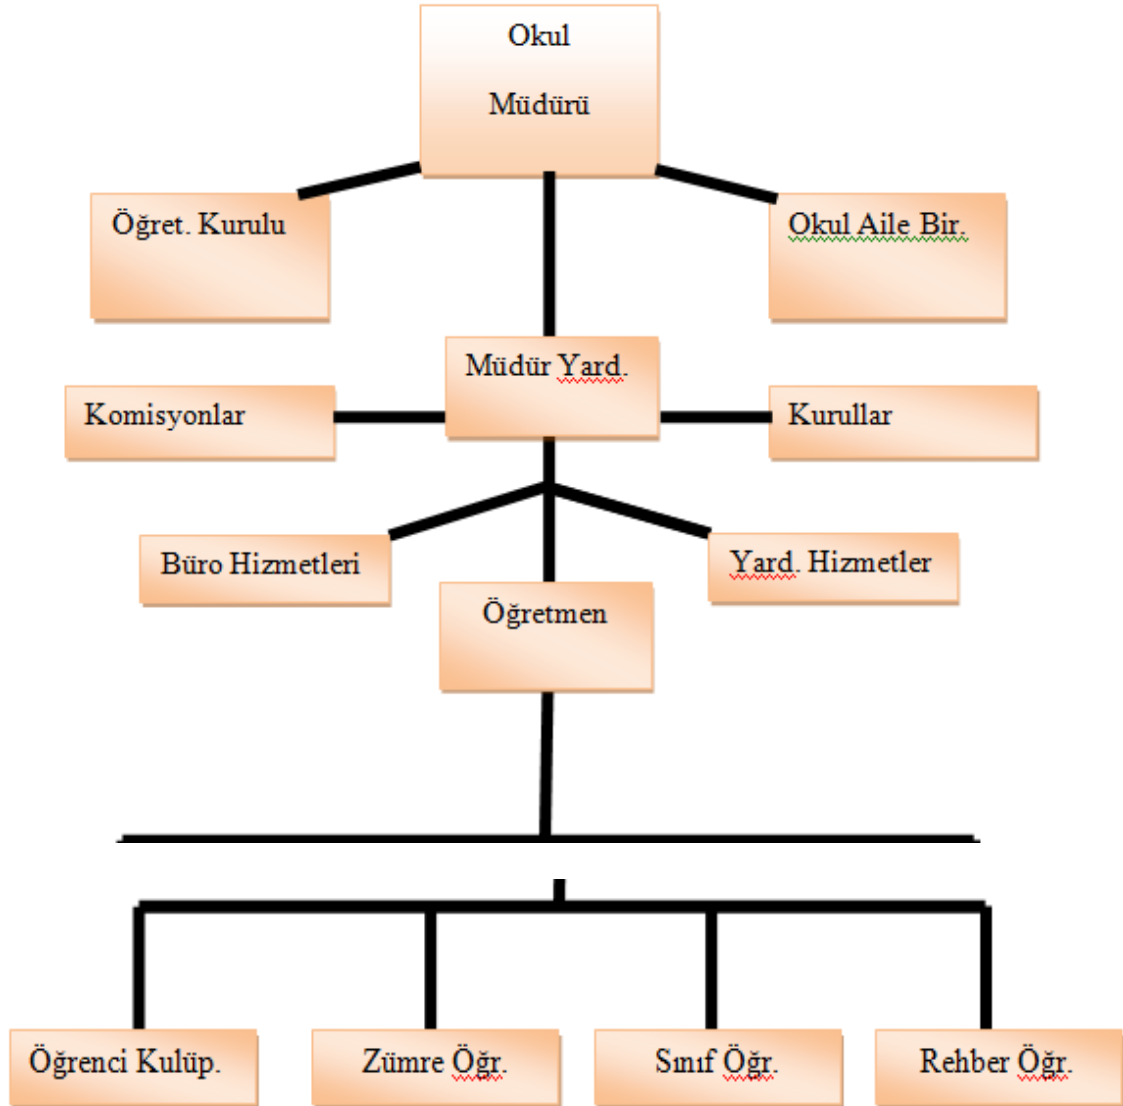 Okul
Müdürü
Öğret. Kurulu
Okul Aile Bir.
Müdür Yard.
Komisyonlar
Kurullar
Büro Hizmetleri
Yard. Hizmetler
Öğretmen
Öğrenci Kulüp.
Zümre Öğr.
Sınıf Öğr.
Rehber Öğr.